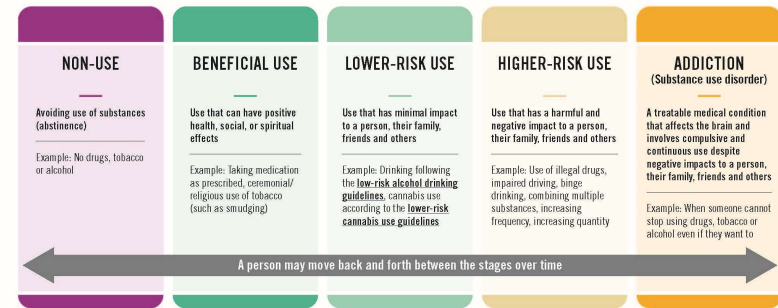 NON-USE
Avoiding use of substances
(abstinence)
Example: No drugs, tobacco
or alcohol
BENEFICIAL USE
Use that can have positive
health, social, or spiritual
effects
Example: Taking medication
as prescribed, ceremonial/
religious use of tobacco
(such as smudging)
LOWER-RISK USE
Use that has minimal impact
to a person, their family,
friends and others
Example: Drinking following
the low-risk alcohol drinking
guidelines, cannabis use
according to the lower-risk
cannabis use guidelines
HIGHER-RISK USE
Use that has a harmful and
negative impact to a person,
their family, friends and others
Example: Use of illegal drugs,
impaired driving, binge
drinking, combining multiple
substances, increasing
frequency, increasing quantity
ADDICTION
(Substance use disorder)
A treatable medical condition
that affects the brain and
involves compulsive and
continuous use despite
negative impacts to a person,
their family, friends and others
Example: When someone cannot
stop using drugs, tobacco or
alcohol even if they want to
A person may move back and forth between the stages over time